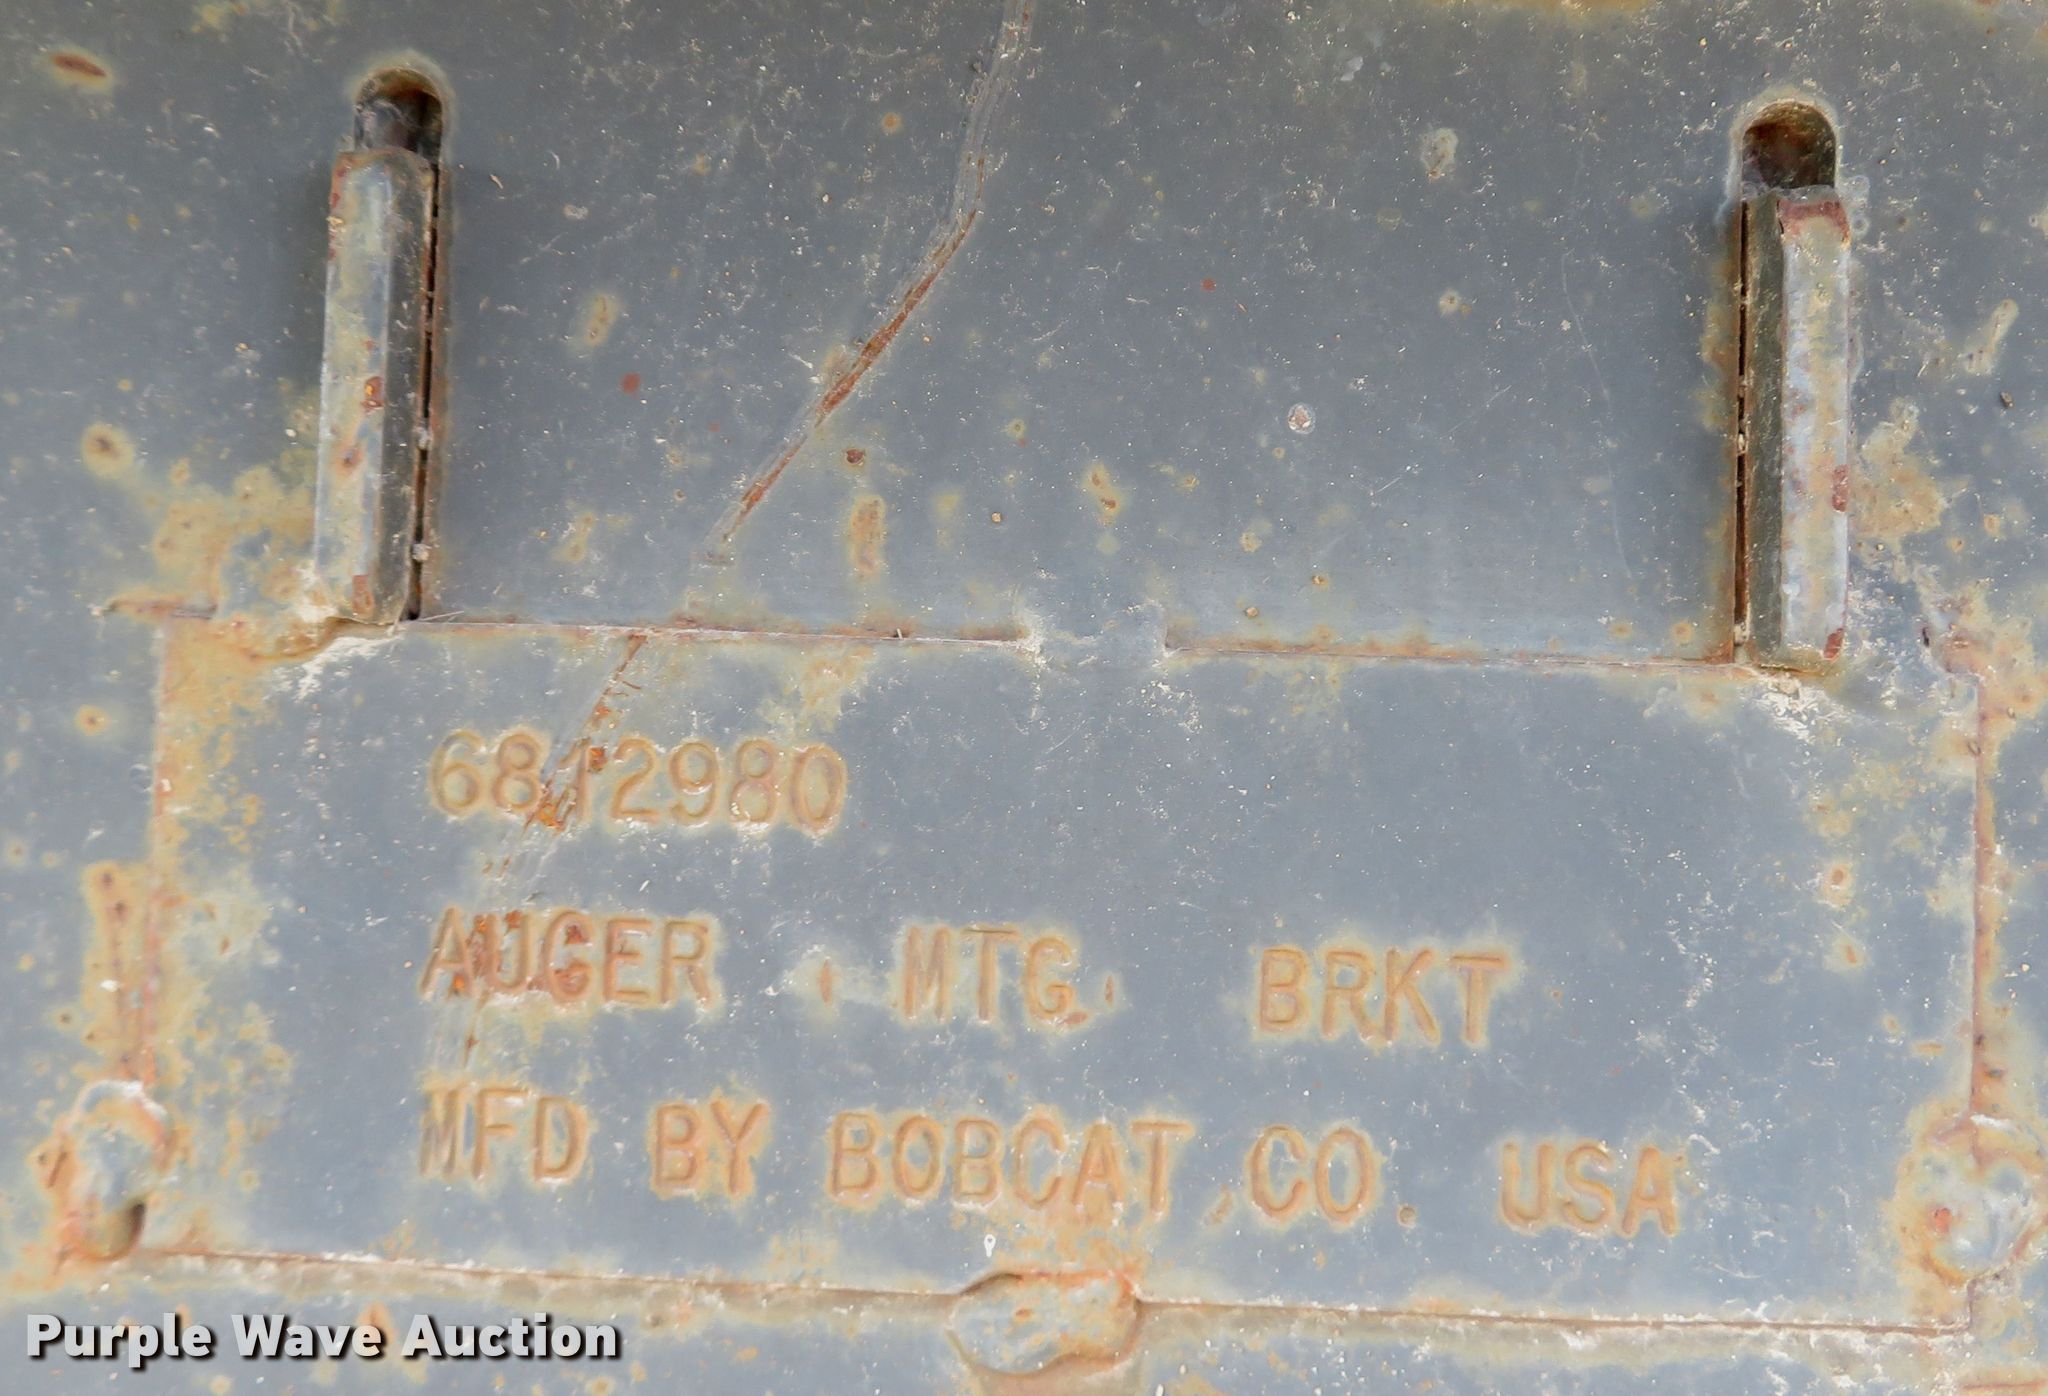 6812980
AUGER MTG. BRKT
MFD BY BOBCAT CO. USA
Purple Wave Auction